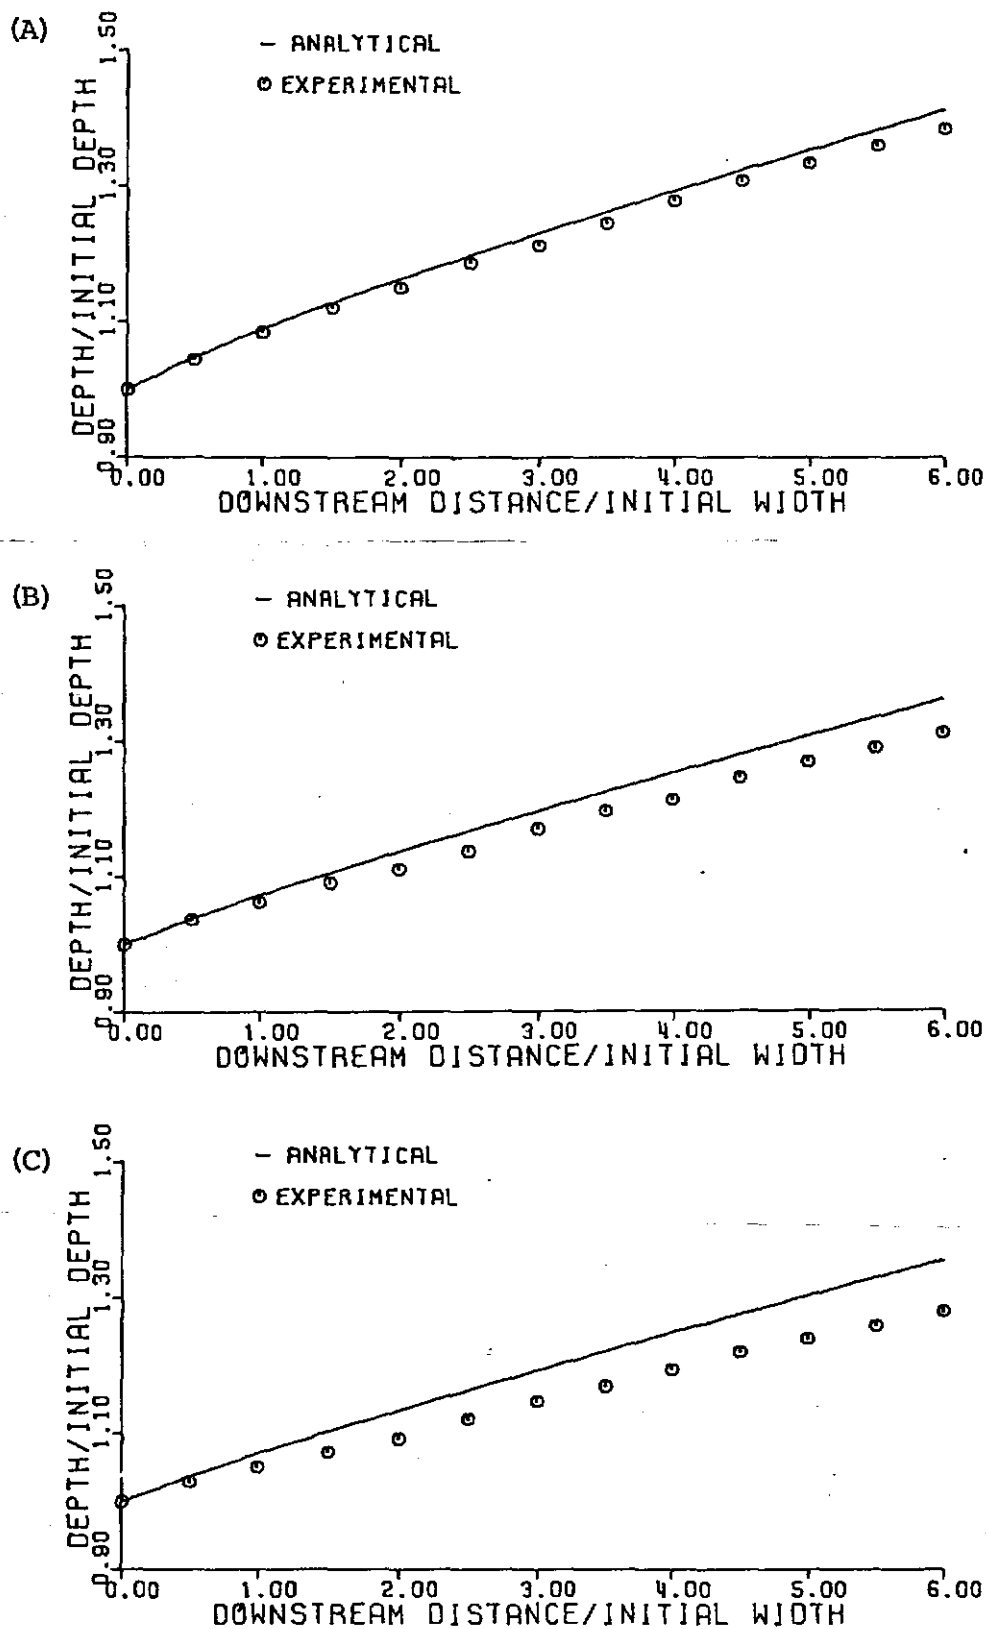 (A)
1.50
1.30
1.10
0.90
DEPTH/INITIAL DEPTH
— ANALYTICAL
⊙ EXPERIMENTAL
0.00 1.00 2.00 3.00 4.00 5.00 6.00
DOWNSTREAM DISTANCE/INITIAL WIDTH
(B)
1.50
1.30
1.10
0.90
DEPTH/INITIAL DEPTH
— ANALYTICAL
⊙ EXPERIMENTAL
0.00 1.00 2.00 3.00 4.00 5.00 6.00
DOWNSTREAM DISTANCE/INITIAL WIDTH
(C)
1.50
1.30
1.10
0.90
DEPTH/INITIAL DEPTH
— ANALYTICAL
⊙ EXPERIMENTAL
0.00 1.00 2.00 3.00 4.00 5.00 6.00
DOWNSTREAM DISTANCE/INITIAL WIDTH